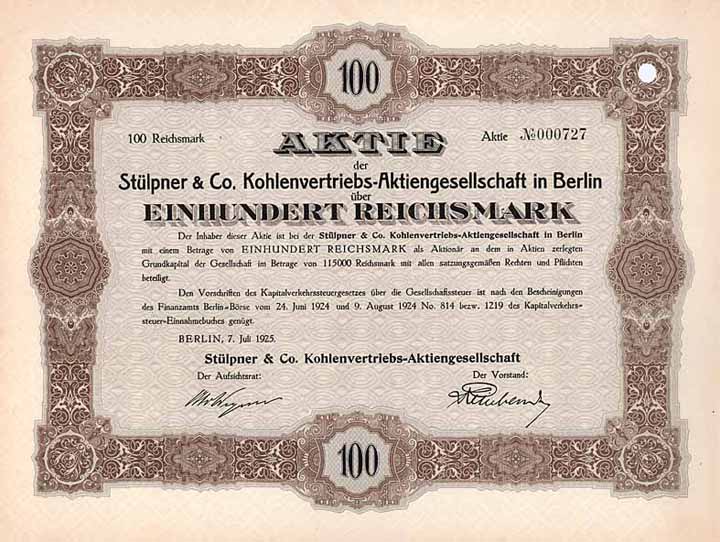 100
100 Reichsmark AKTIE Aktie №000727
der
Stülpner & Co. Kohlenvertriebs-Aktiengesellschaft in Berlin
über
EINHUNDERT REICHSMARK
Der Inhaber dieser Aktie ist bei der Stülpner & Co. Kohlenvertriebs-Aktiengesellschaft in Berlin
mit einem Betrage von EINHUNDERT REICHSMARK als Aktionär an dem in Aktien zerlegten
Grundkapital der Gesellschaft im Betrage von 115000 Reichsmark mit allen satzungsgemäßen Rechten und Pflichten
beteiligt.
Den Vorschriften des Kapitalverkehrssteuergesetzes über die Gesellschaftssteuer ist nach den Bescheinigungen
des Finanzamts Berlin-Börse vom 24. Juni 1924 und 9. August 1924 No. 814 bezw. 1219 des Kapitalverkehrs-
steuer-Einnahmebuches genügt.
BERLIN, 7. Juli 1925.
Stülpner & Co. Kohlenvertriebs-Aktiengesellschaft
Der Aufsichtsrat: Der Vorstand:
100